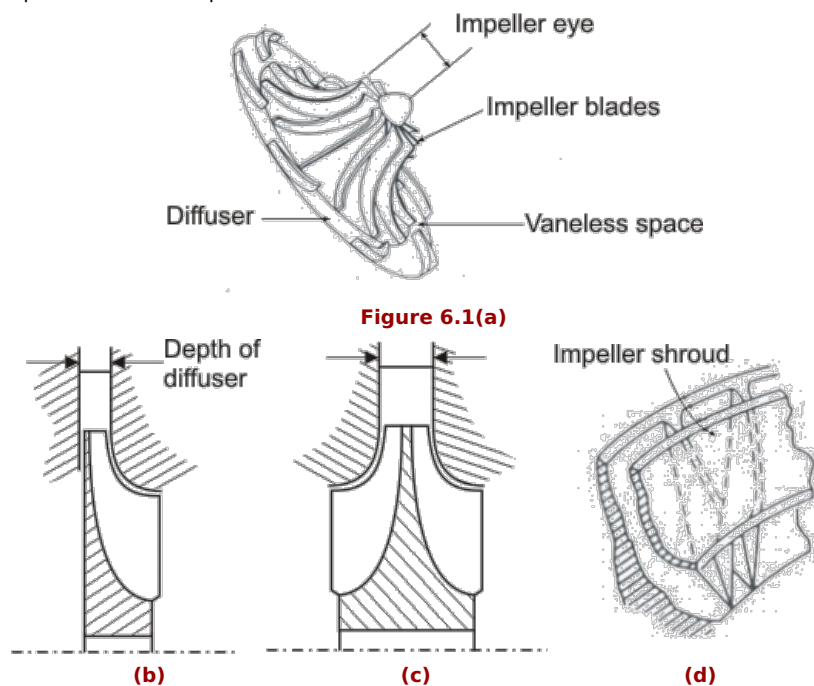 Impeller eye
Impeller blades
Diffuser
Vaneless space
Figure 6.1(a)
Depth of
diffuser
Impeller shroud
(b)
(c)
(d)